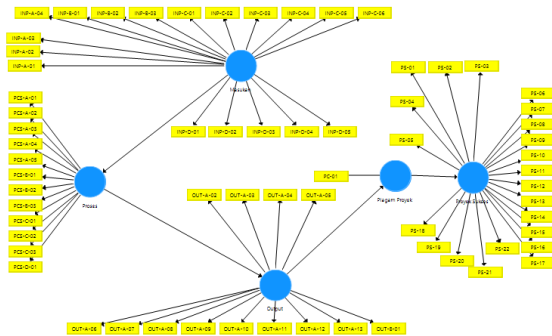 INP-A-04 INP-B-01 INP-B-02 INP-B-03 INP-C-01 INP-C-02 INP-C-03 INP-C-04 INP-C-05 INP-C-06
INP-A-03
INP-A-02
INP-A-01
Masukan
INP-D-01 INP-D-02 INP-D-03 INP-D-04 INP-D-05
PCS-A-01
PCS-A-02
PCS-A-03
PCS-A-04
PCS-A-05
PCS-B-01
PCS-B-02
PCS-B-03
PCS-C-01
PCS-C-02
PCS-C-03
PCS-D-01
Proses
OUT-A-02 OUT-A-03 OUT-A-04 OUT-A-05
Output
OUT-A-06 OUT-A-07 OUT-A-08 OUT-A-09 OUT-A-10 OUT-A-11 OUT-A-12 OUT-A-13 OUT-B-01
PC-01
Piagam Proyek
PS-01 PS-02 PS-03
PS-04
PS-05
Proyek Sukses
PS-06
PS-07
PS-08
PS-09
PS-10
PS-11
PS-12
PS-13
PS-14
PS-15
PS-16
PS-17
PS-18
PS-19
PS-20
PS-21
PS-22